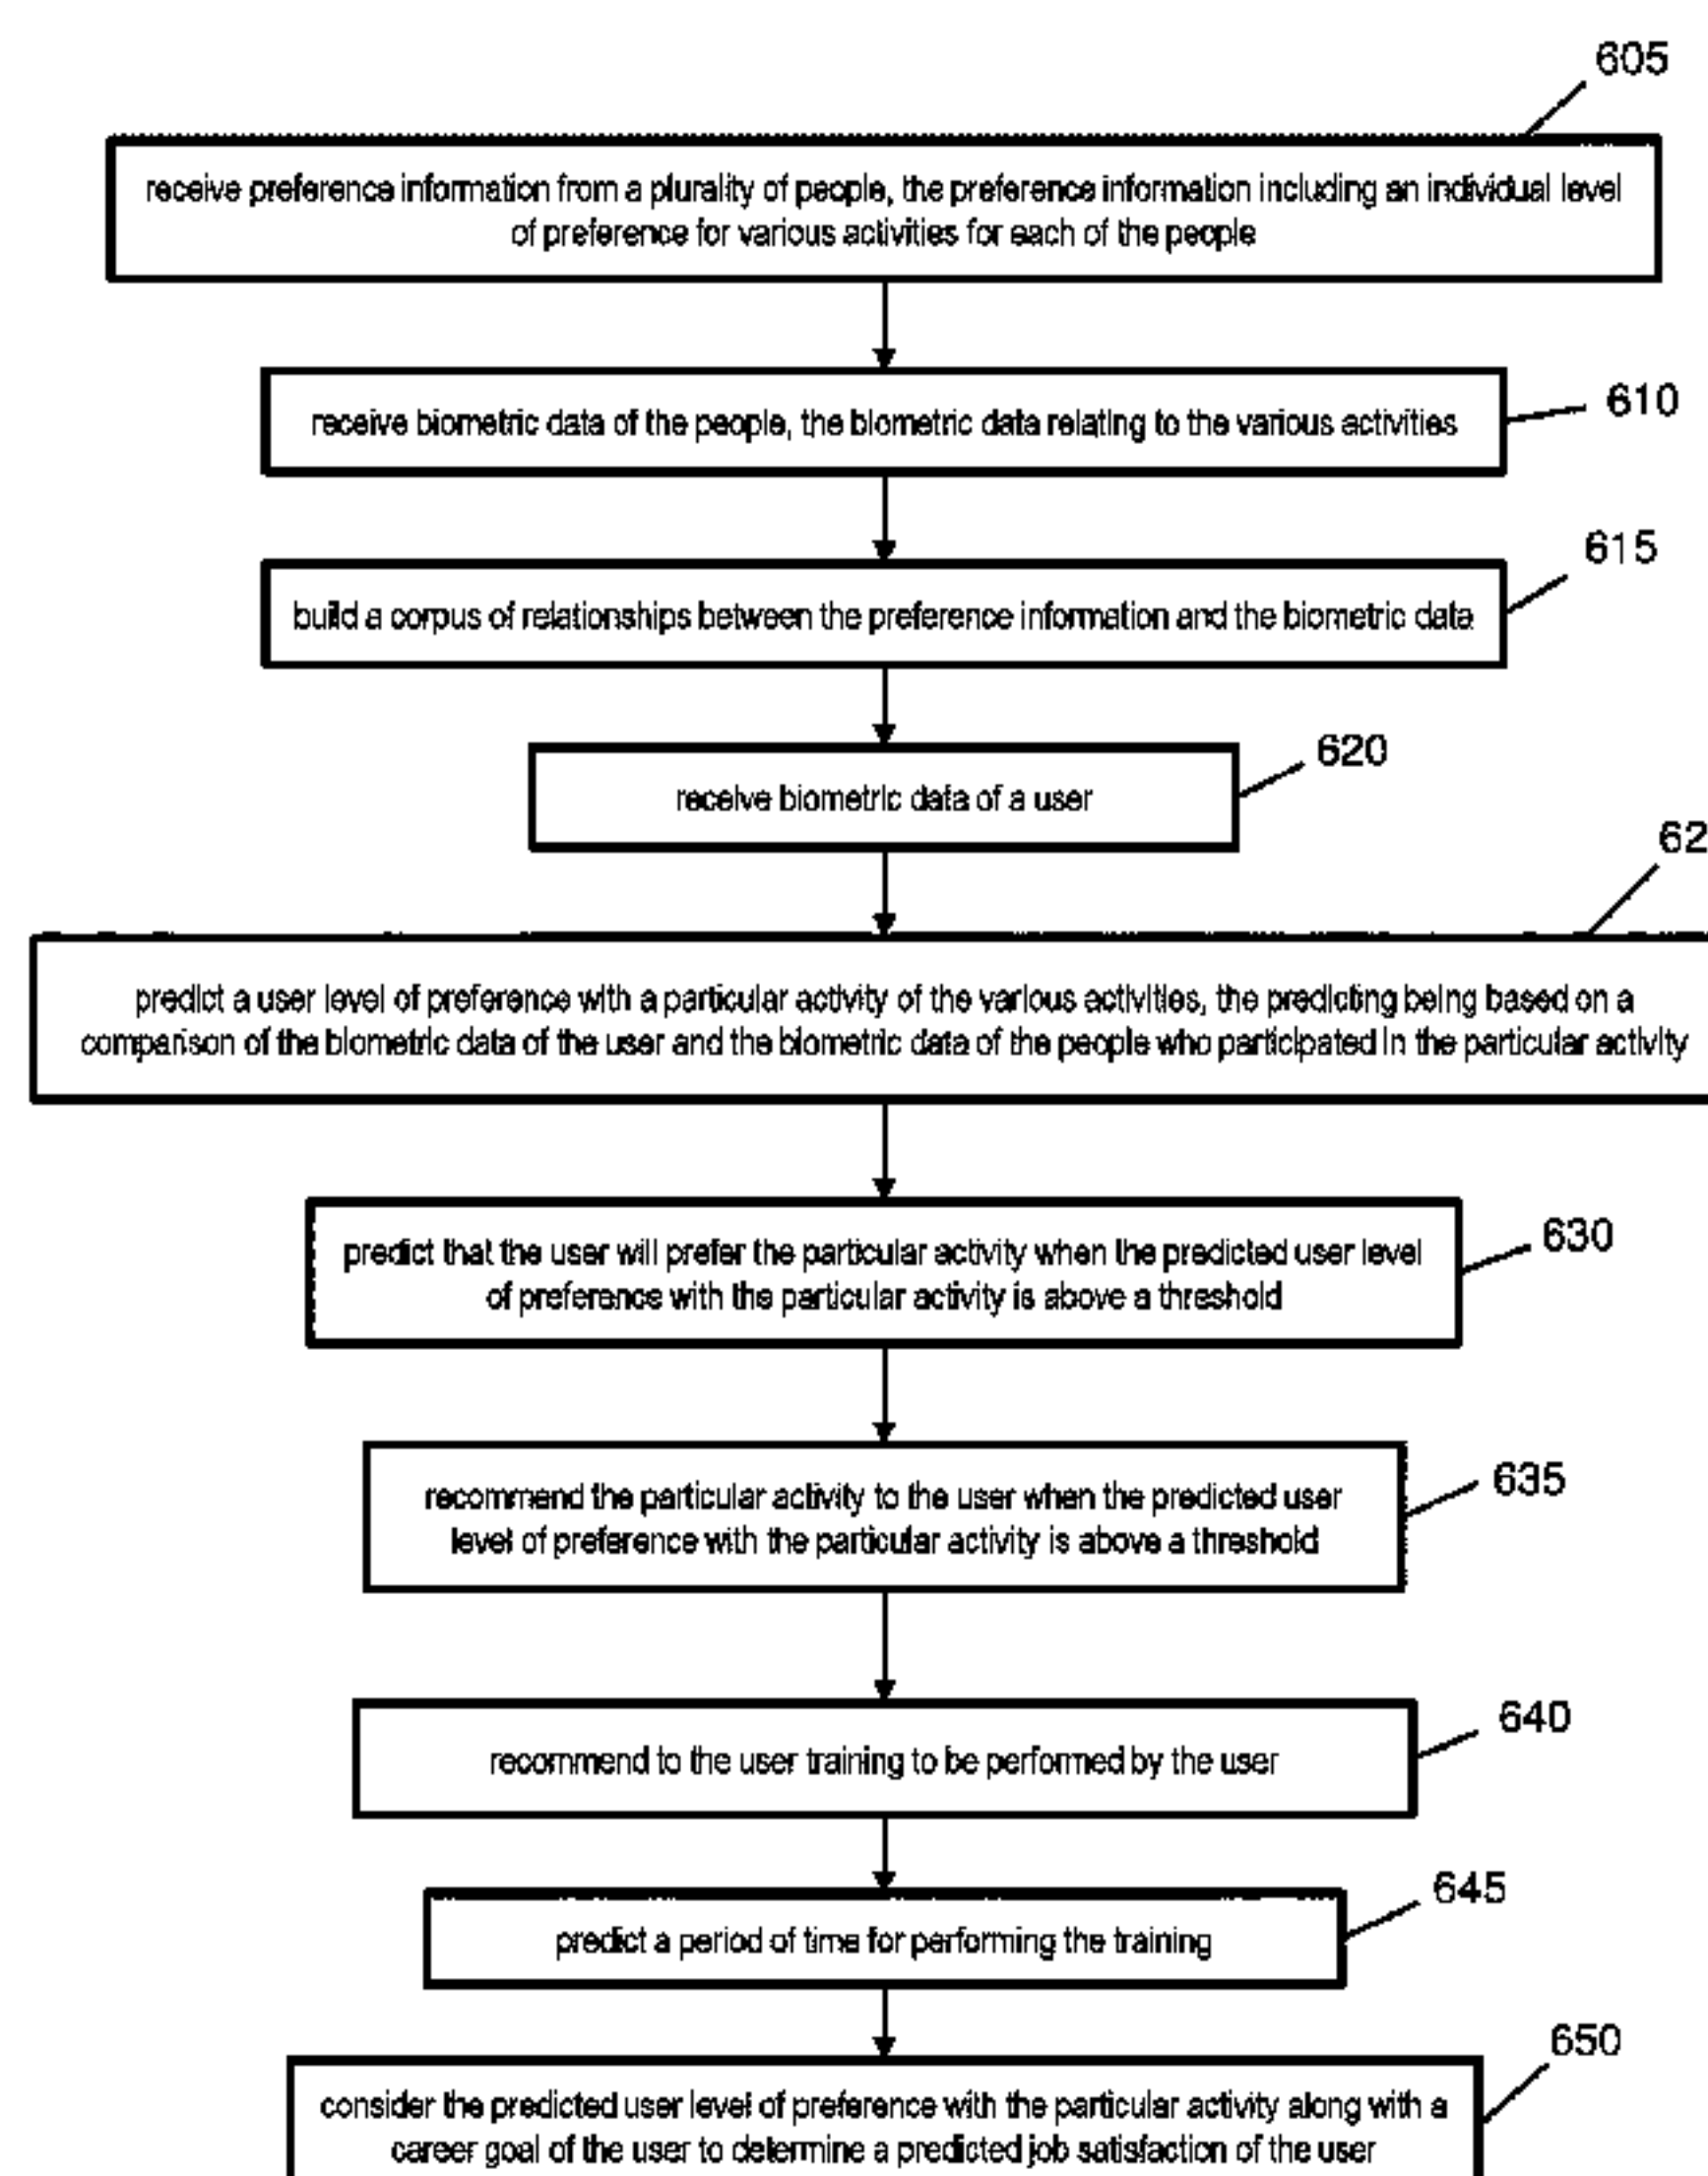 605
receive preference information from a plurality of people, the preference information including an individual level
of preference for various activities for each of the people
610
receive biometric data of the people, the biometric data relating to the various activities
615
build a corpus of relationships between the preference information and the biometric data
620
receive biometric data of a user
62
predict a user level of preference with a particular activity of the various activities, the predicting being based on a
comparison of the biometric data of the user and the biometric data of the people who participated in the particular activity
630
predict that the user will prefer the particular activity when the predicted user level
of preference with the particular activity is above a threshold
635
recommend the particular activity to the user when the predicted user
level of preference with the particular activity is above a threshold
640
recommend to the user training to be performed by the user
645
predict a period of time for performing the training
650
consider the predicted user level of preference with the particular activity along with a
career goal of the user to determine a predicted job satisfaction of the user